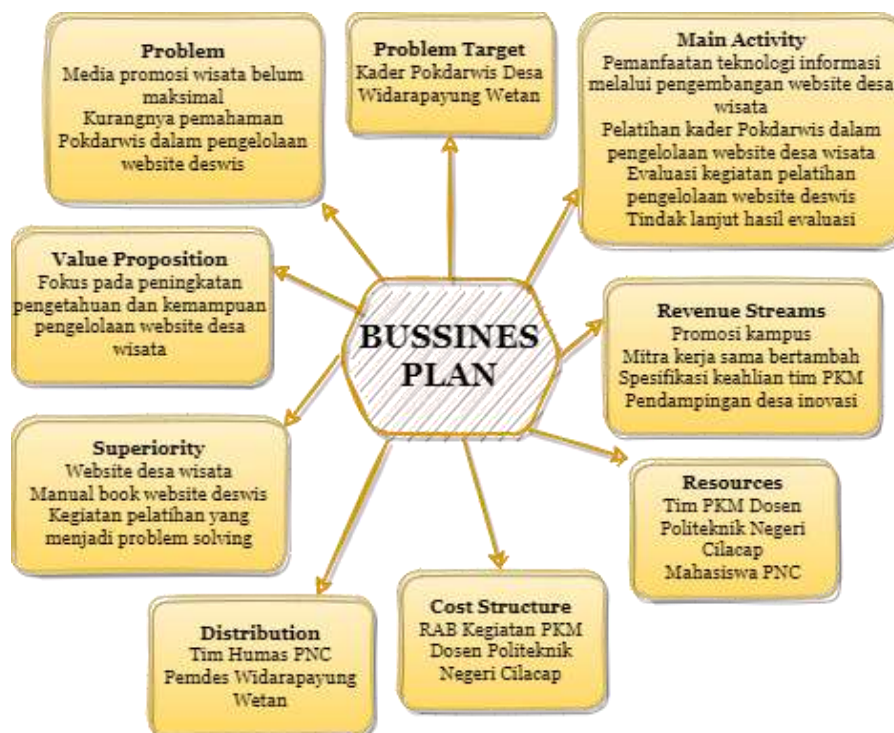 Problem
Media promosi wisata belum
maksimal
Kurangnya pemahaman
Pokdarwis dalam pengelolaan
website deswis
Problem Target
Kader Pokdarwis Desa
Widarapayung Wetan
Main Activity
Pemanfaatan teknologi informasi
melalui pengembangan website desa
wisata
Pelatihan kader Pokdarwis dalam
pengelolaan website desa wisata
Evaluasi kegiatan pelatihan
pengelolaan website deswis
Tindak lanjut hasil evaluasi
Value Proposition
Fokus pada peningkatan
pengetahuan dan kemampuan
pengelolaan website desa
wisata
BUSSINES
PLAN
Revenue Streams
Promosi kampus
Mitra kerja sama bertambah
Spesifikasi keahlian tim PKM
Pendampingan desa inovasi
Superiority
Website desa wisata
Manual book website deswis
Kegiatan pelatihan yang
menjadi problem solving
Resources
Tim PKM Dosen
Politeknik Negeri
Cilacap
Mahasiswa PNC
Distribution
Tim Humas PNC
Pemdes Widarapayung
Wetan
Cost Structure
RAB Kegiatan PKM
Dosen Politeknik
Negeri Cilacap